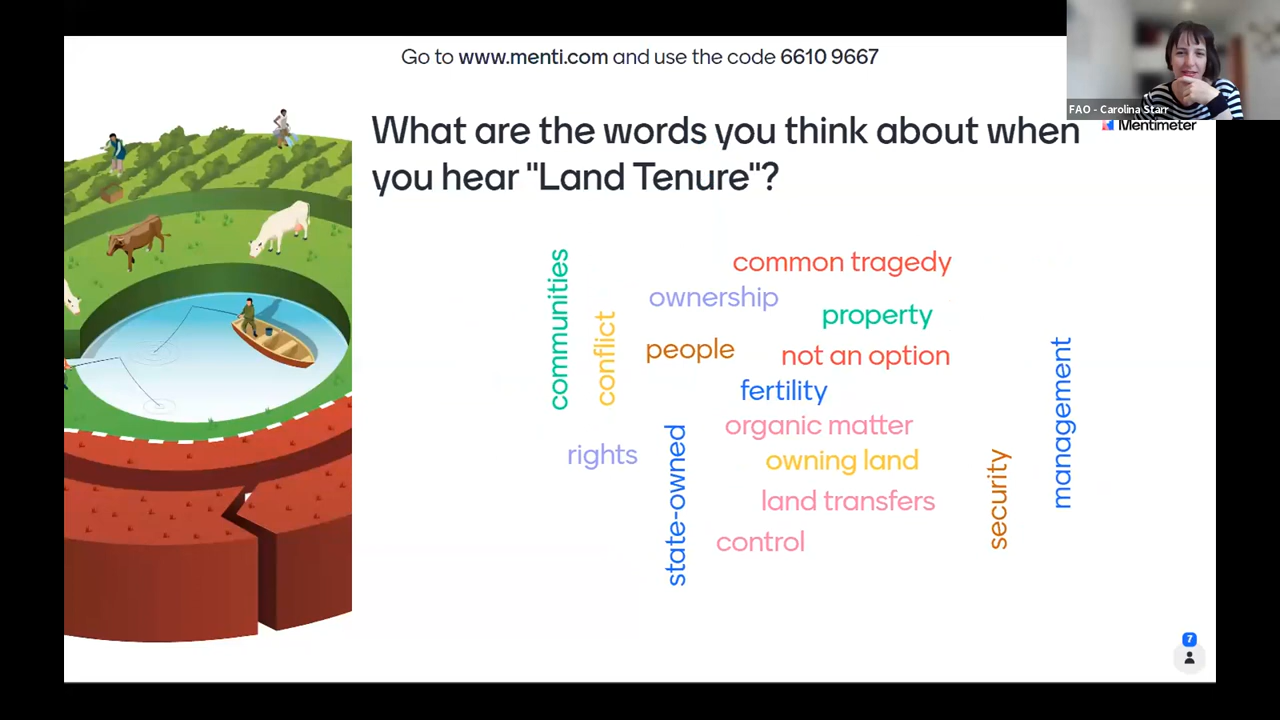 Go to www.menti.com and use the code 6610 9667
FAO - Carolina Starr
Mentimeter
What are the words you think about when
you hear "Land Tenure"?
communities
conflict
common tragedy
ownership
property
people
not an option
fertility
organic matter
rights
state-owned
owning land
land transfers
control
security
management
7